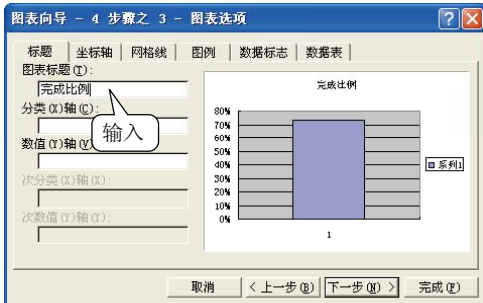 图表向导 - 4 步骤之 3 - 图表选项
标题 坐标轴 网格线 图例 数据标志 数据表
图表标题(T):
完成比例
分类(X)轴(C):
输入
数值(Y)轴(V):
次分类(X)轴(X):
次数值(Y)轴(Y):
完成比例
80%
70%
60%
50%
40%
30%
20%
10%
0%
1
系列1
取消 <上一步(B) 下一步(N)> 完成(F)